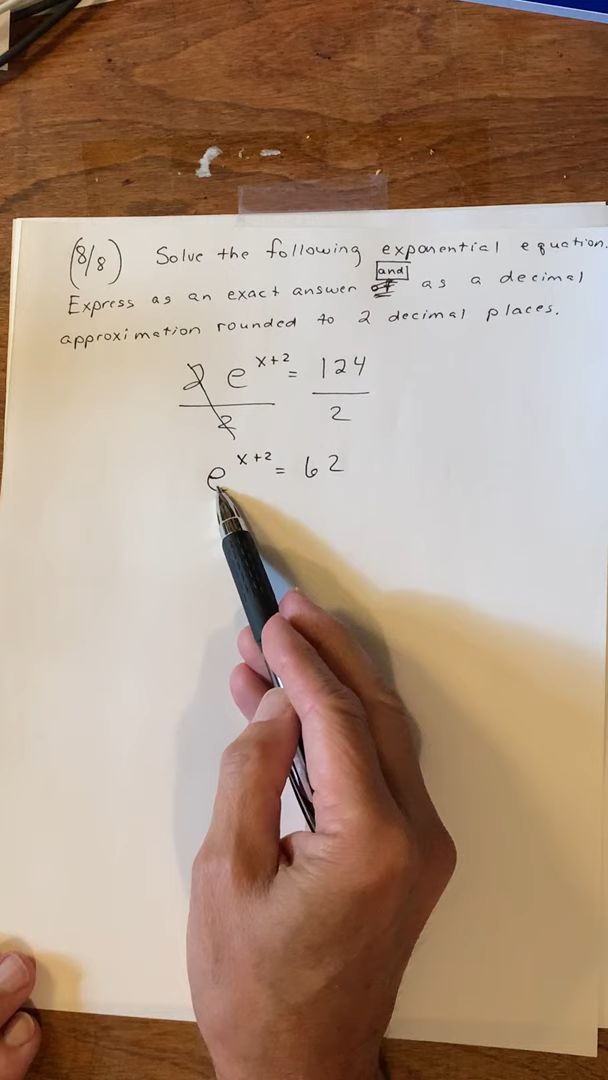 (8/8) Solve the following exponential equation.
and
Express as an exact answer as a decimal
approximation rounded to 2 decimal places.
2 e^{x+2} = 124
2 2
e^{x+2} = 62